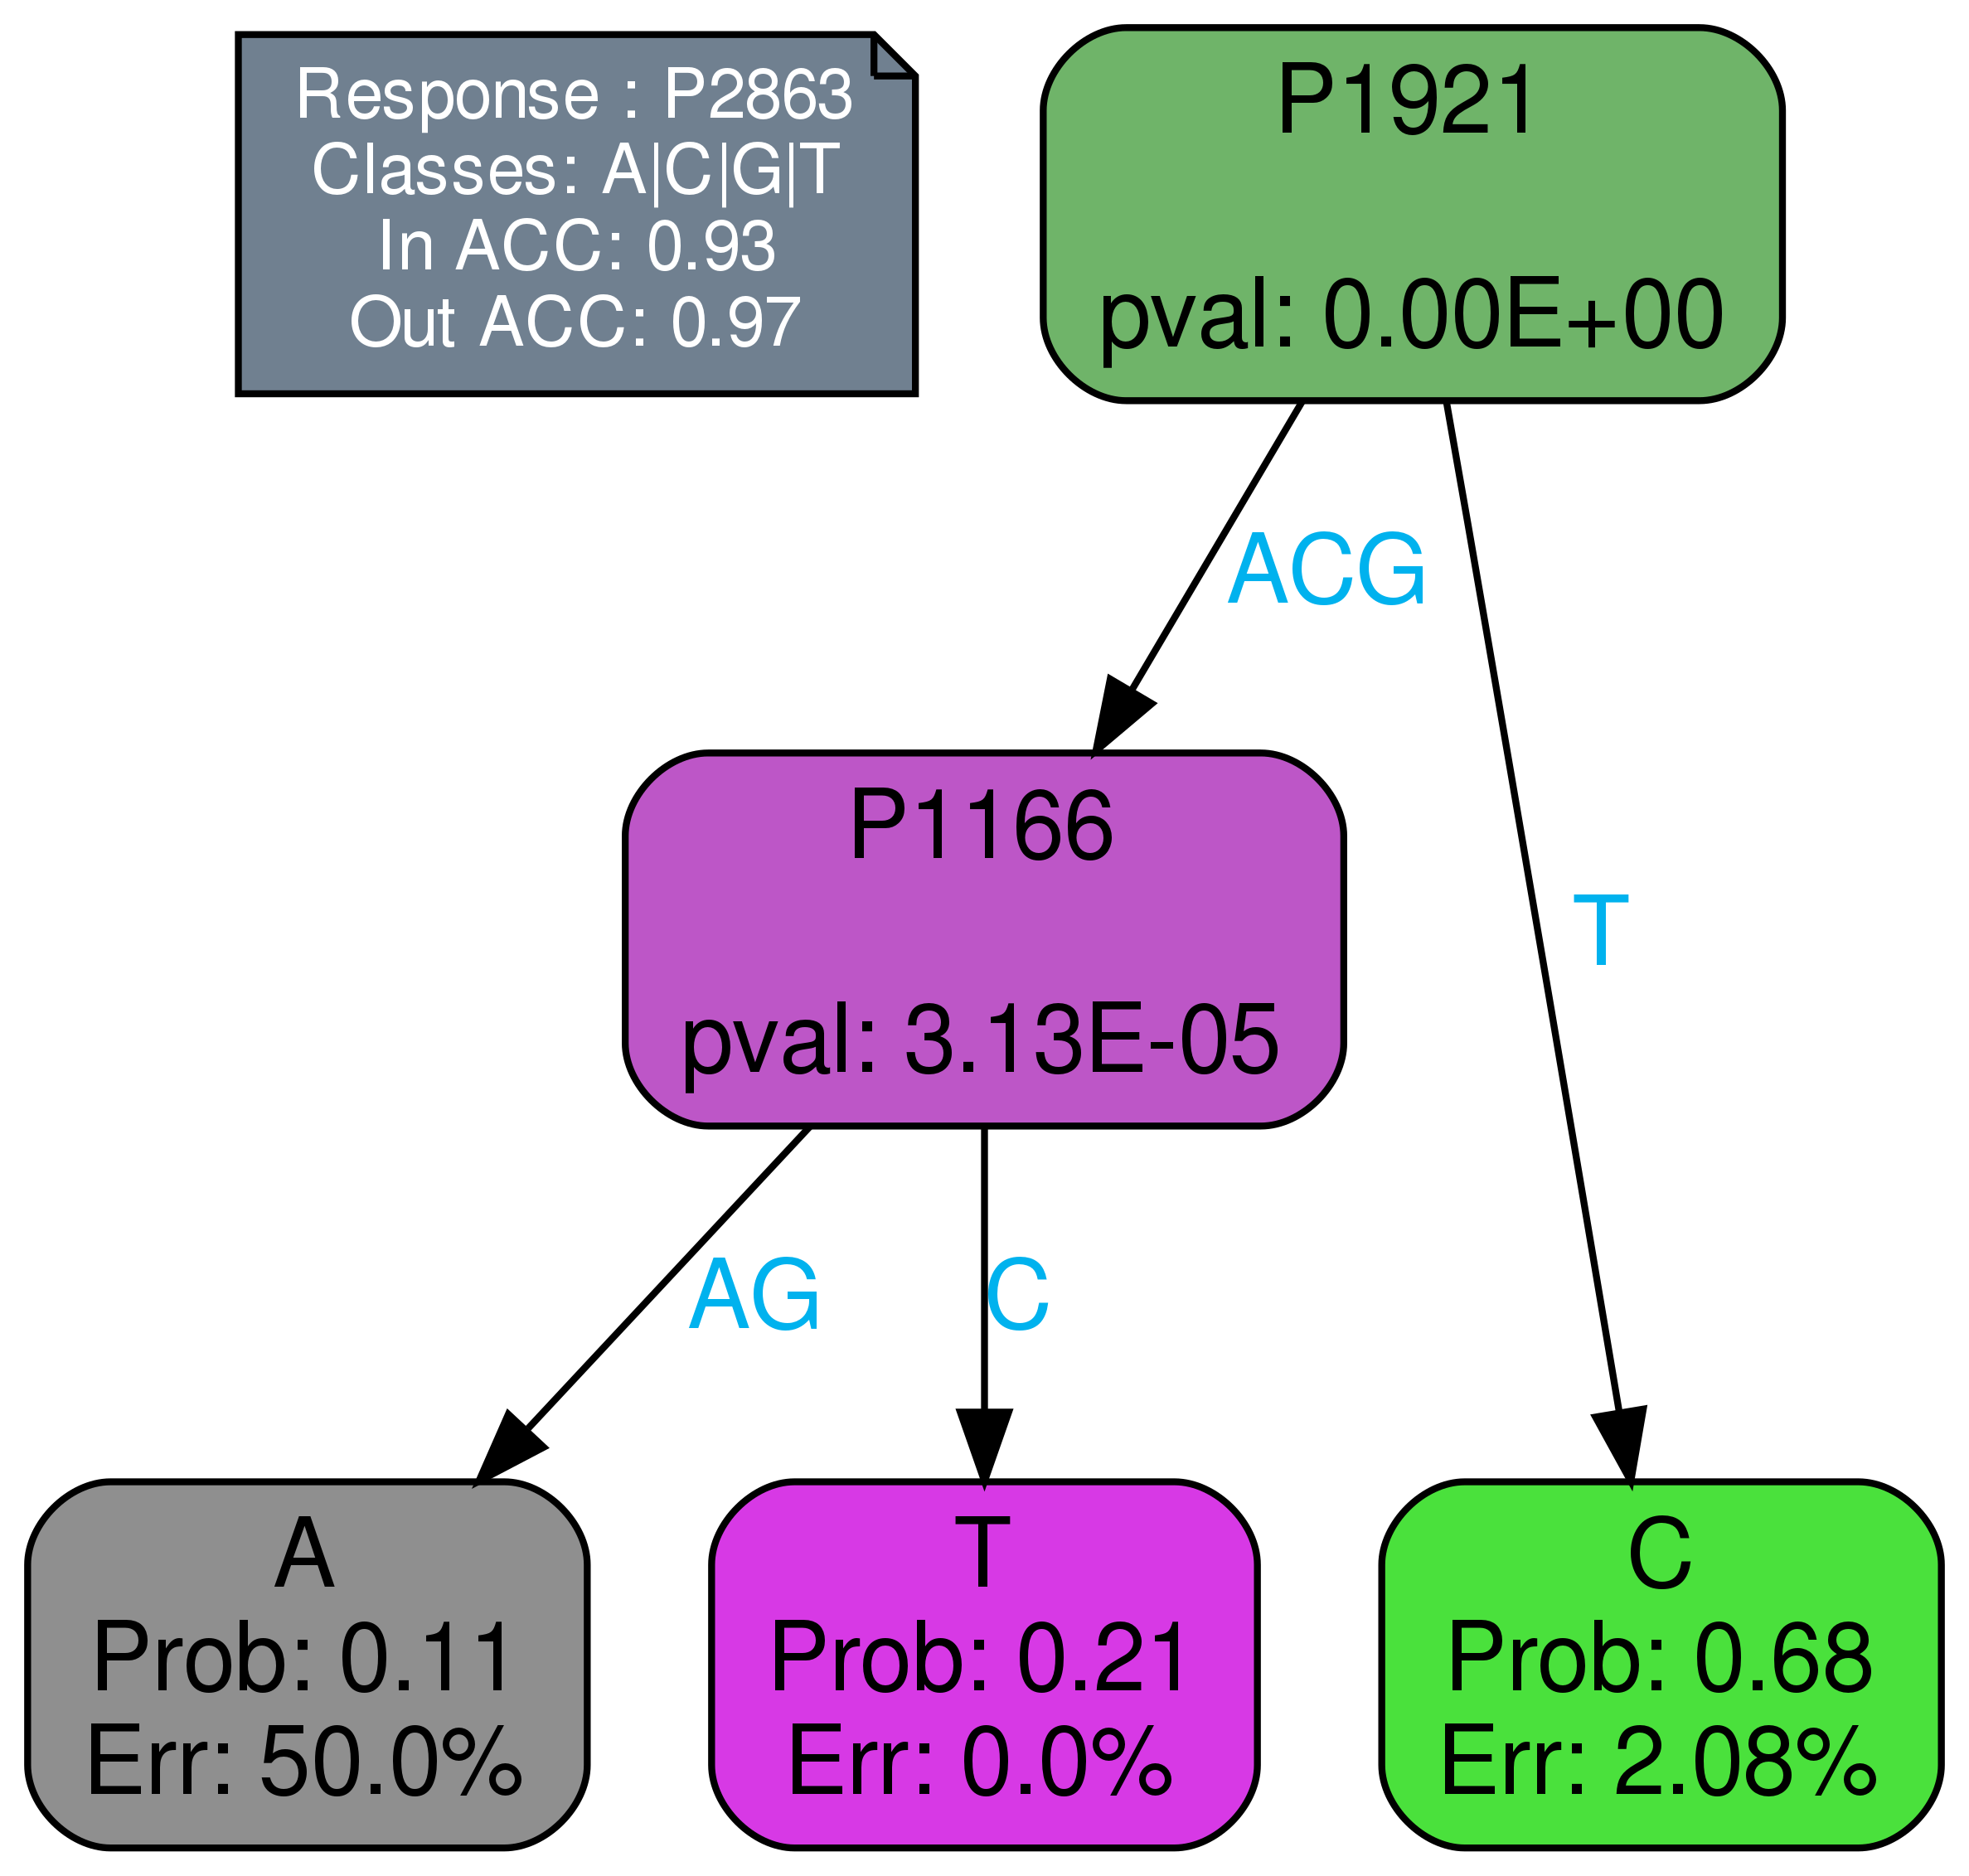 Response : P2863
Classes: A|C|G|T
In ACC: 0.93
Out ACC: 0.97
P1921
pval: 0.00E+00
ACG
P1166
pval: 3.13E-05
T
AG
C
A
Prob: 0.11
Err: 50.0%
T
Prob: 0.21
Err: 0.0%
C
Prob: 0.68
Err: 2.08%